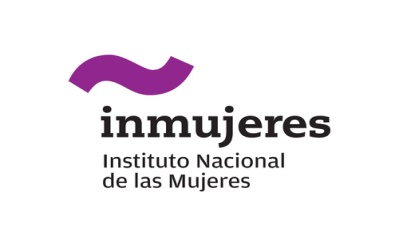 inmujeres
Instituto Nacional
de las Mujeres